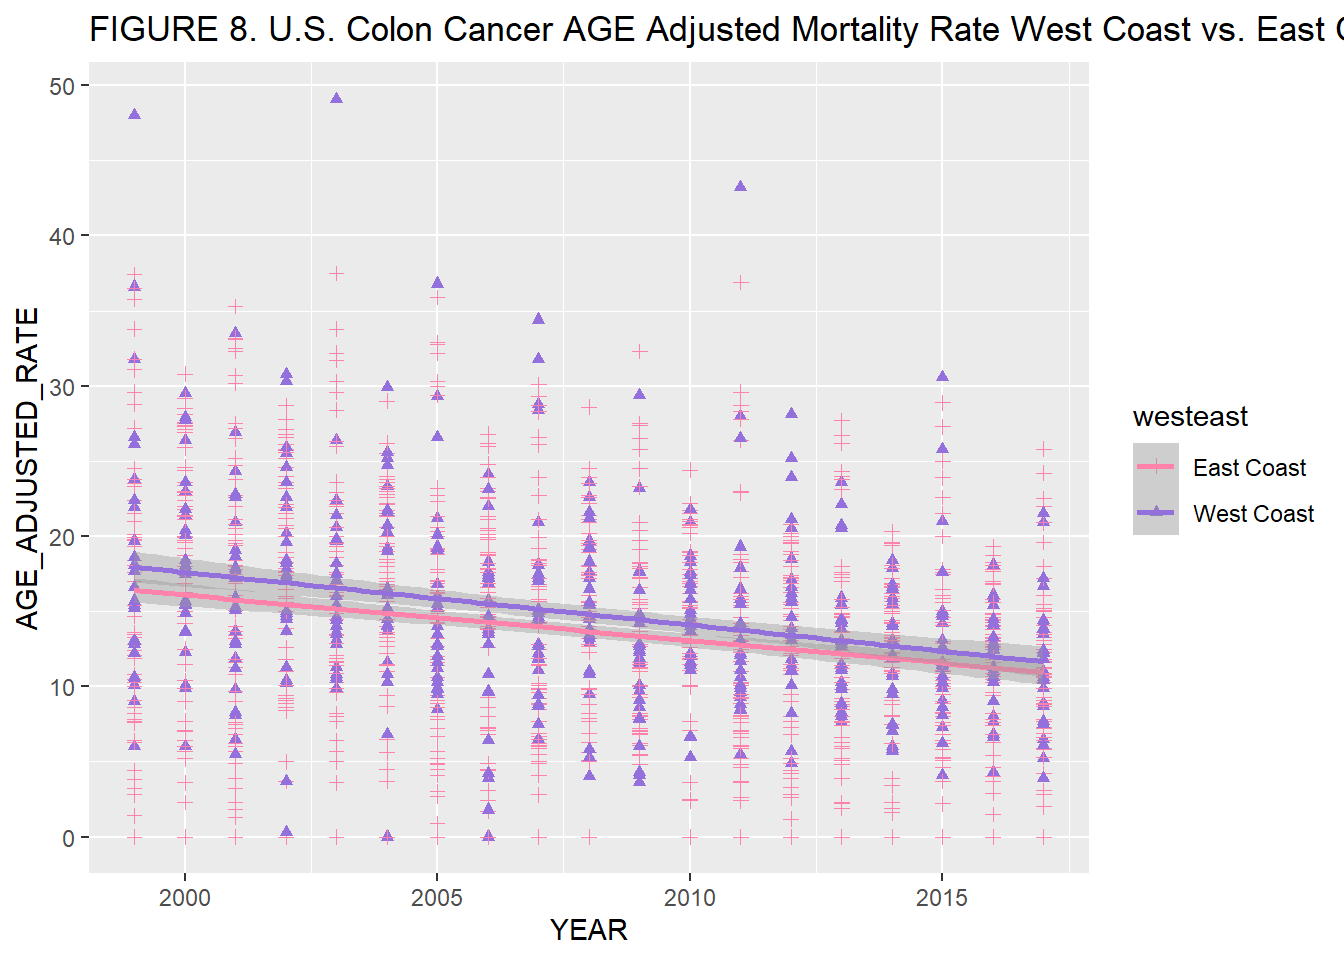 FIGURE 8. U.S. Colon Cancer AGE Adjusted Mortality Rate West Coast vs. East
50
40
30
20
10
0
AGE_ADJUSTED_RATE
2000
2005
2010
2015
YEAR
westeast
East Coast
West Coast